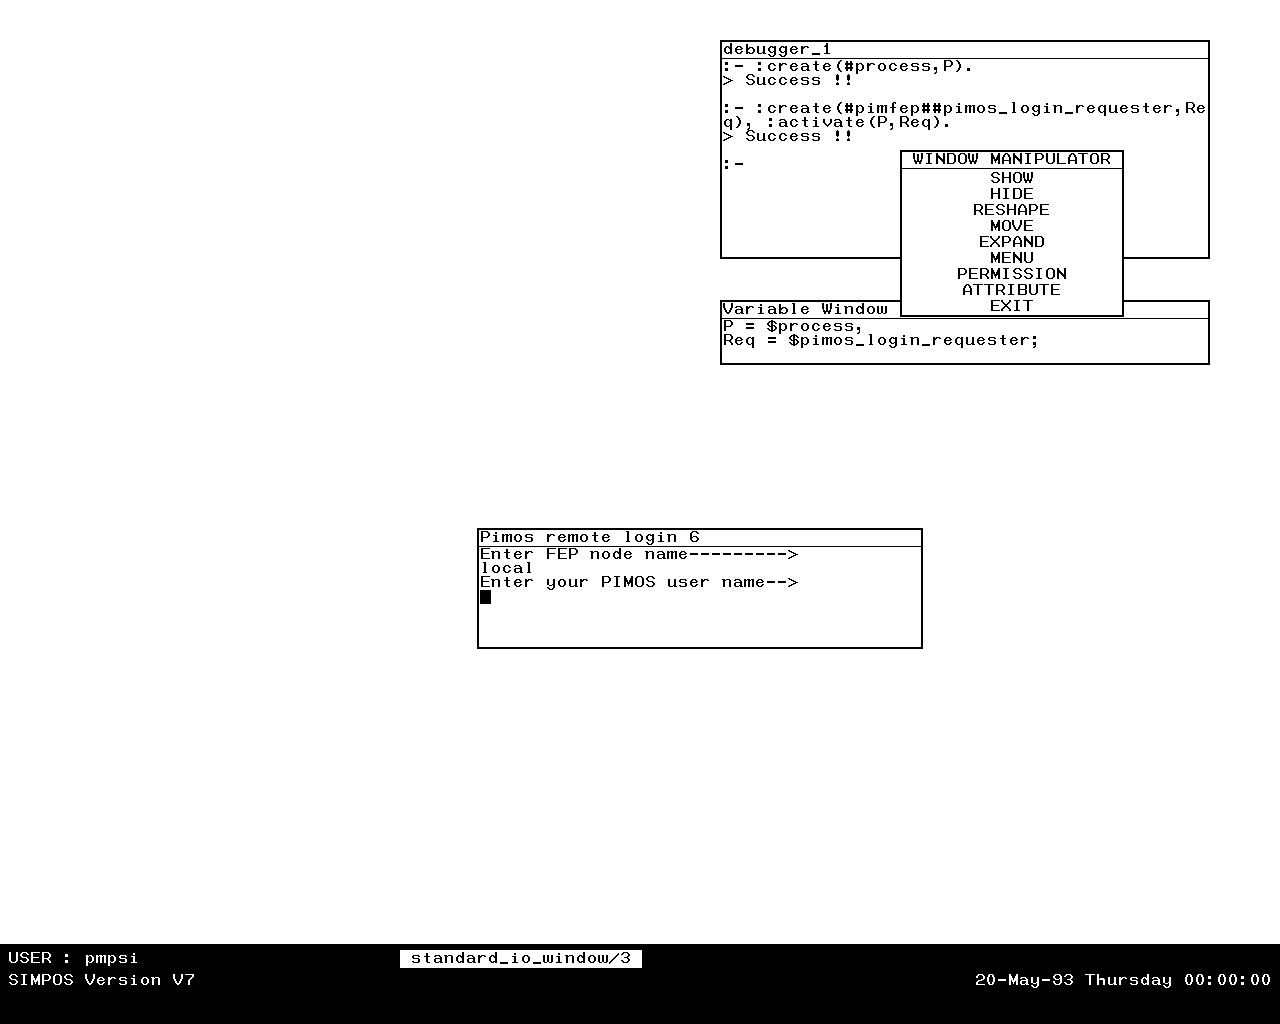 debugger_1
:- :create(#process,P).
> Success !!
:- :create(#pimfep##pimos_login_requester,Re
q), :activate(P,Req).
> Success !!
:-
WINDOW MANIPULATOR
SHOW
HIDE
RESHAPE
MOVE
EXPAND
MENU
PERMISSION
ATTRIBUTE
EXIT
Variable Window
P = $process,
Req = $pimos_login_requester;
Pimos remote login 6
Enter FEP node name--------->
local
Enter your PIMOS user name-->
USER : pmpsi
standard_io_window/3
SIMPOS Version V7
20-May-93 Thursday 00:00:00